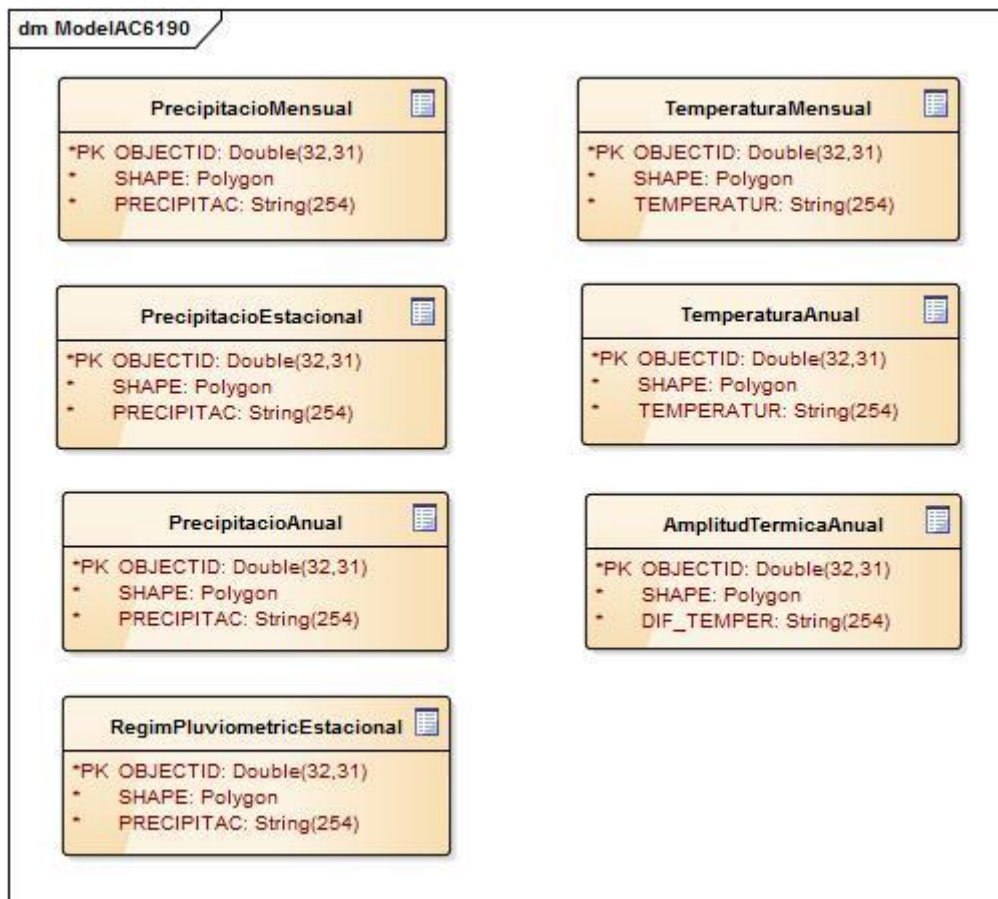 dm ModelAC6190
PrecipitacioMensual
*PK OBJECTID: Double(32,31)
* SHAPE: Polygon
* PRECIPITAC: String(254)
TemperaturaMensual
*PK OBJECTID: Double(32,31)
* SHAPE: Polygon
* TEMPERATUR: String(254)
PrecipitacioEstacional
*PK OBJECTID: Double(32,31)
* SHAPE: Polygon
* PRECIPITAC: String(254)
TemperaturaAnual
*PK OBJECTID: Double(32,31)
* SHAPE: Polygon
* TEMPERATUR: String(254)
PrecipitacioAnual
*PK OBJECTID: Double(32,31)
* SHAPE: Polygon
* PRECIPITAC: String(254)
AmplitudTermicaAnual
*PK OBJECTID: Double(32,31)
* SHAPE: Polygon
* DIF_TEMPER: String(254)
RegimPluviometricEstacional
*PK OBJECTID: Double(32,31)
* SHAPE: Polygon
* PRECIPITAC: String(254)